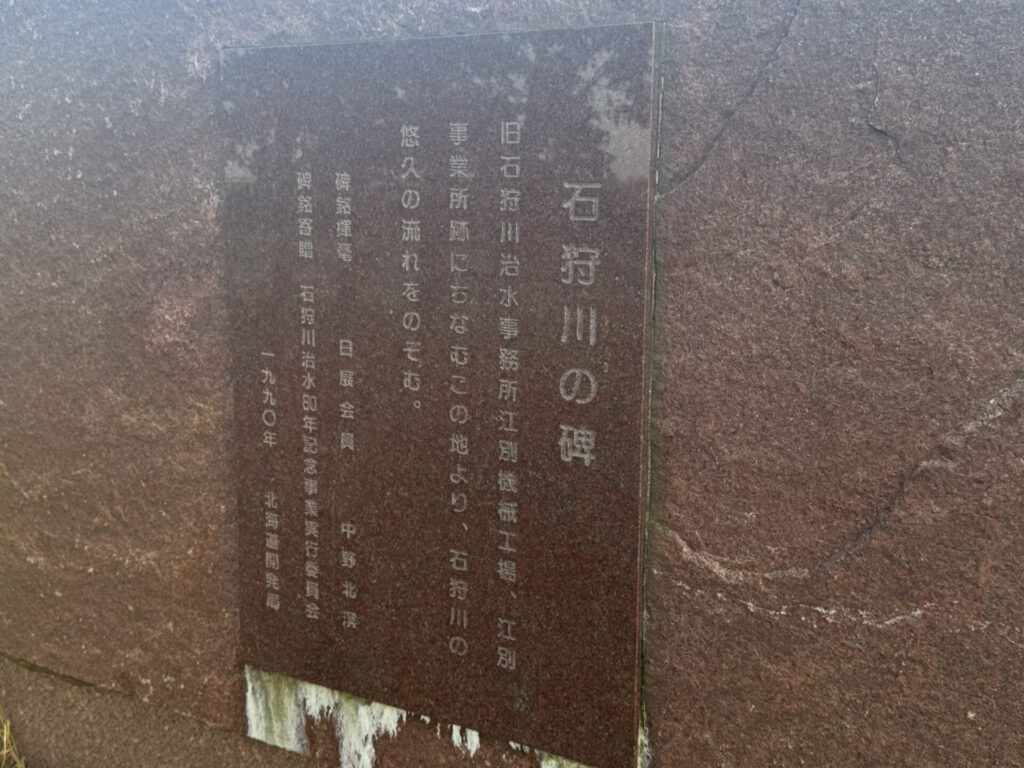 石狩川の碑
旧石狩川治水事務所江別機械工場、江別
事業所跡にちなむこの地より、石狩川の
悠久の流れをのぞむ。
碑銘揮毫 日展会員 中野北溟
碑銘寄贈 石狩川治水80年記念事業実行委員会
一九九〇年 北海道開発局